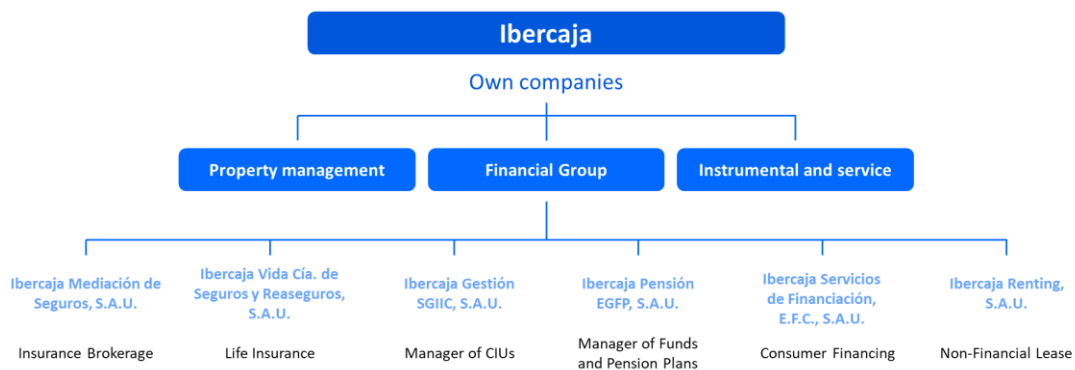 Ibercaja
Own companies
Property management
Financial Group
Instrumental and service
Ibercaja Mediación de
Seguros, S.A.U.
Insurance Brokerage
Ibercaja Vida Cía. de
Seguros y Reaseguros,
S.A.U.
Life Insurance
Ibercaja Gestión
SGIIC, S.A.U.
Manager of CIUs
Ibercaja Pensión
EGFP, S.A.U.
Manager of Funds
and Pension Plans
Ibercaja Servicios
de Financiación,
E.F.C., S.A.U.
Consumer Financing
Ibercaja Renting,
S.A.U.
Non-Financial Lease